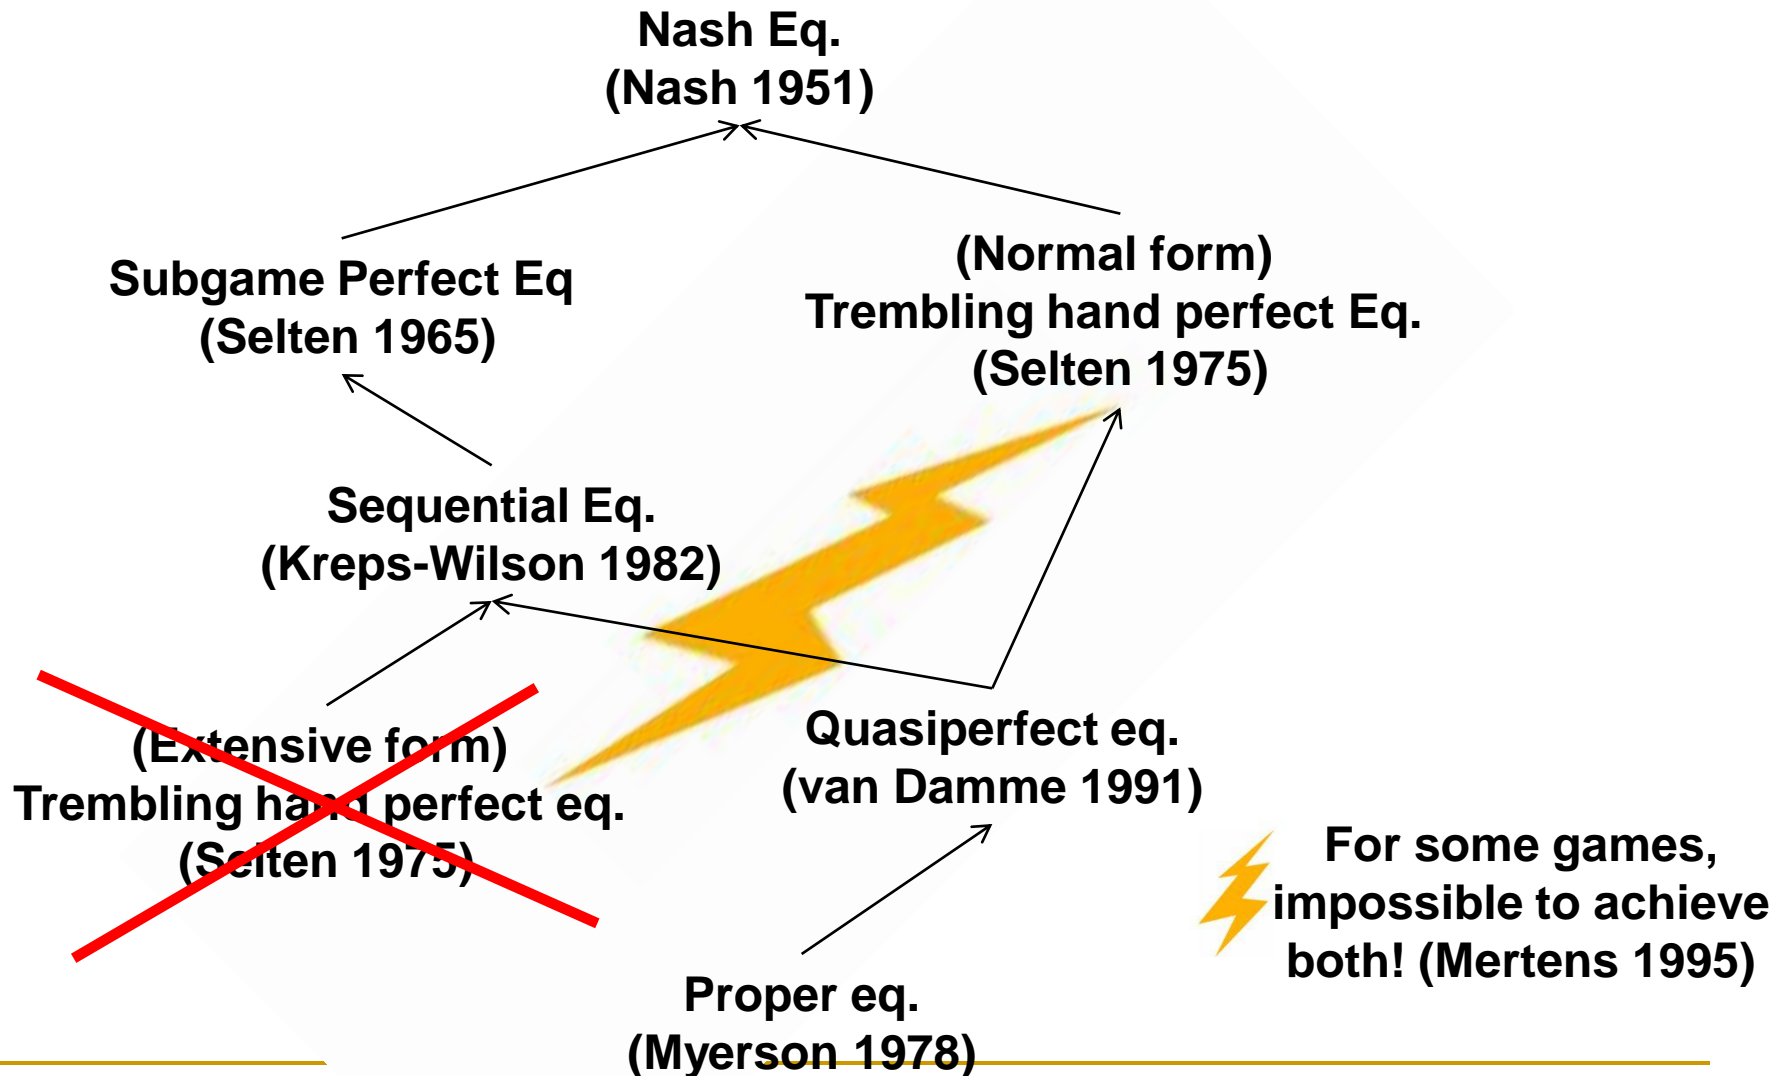 Nash Eq.
(Nash 1951)
Subgame Perfect Eq
(Selten 1965)
(Normal form)
Trembling hand perfect Eq.
(Selten 1975)
Sequential Eq.
(Kreps-Wilson 1982)
(Extensive form)
Trembling hand perfect eq.
(Selten 1975)
Quasiperfect eq.
(van Damme 1991)
For some games,
impossible to achieve
both! (Mertens 1995)
Proper eq.
(Myerson 1978)